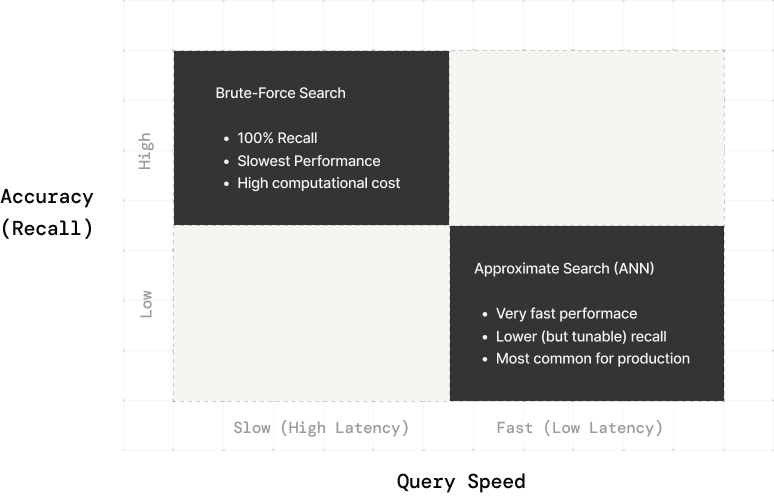 Brute-Force Search
• 100% Recall
• Slowest Performance
• High computational cost
High
Accuracy
(Recall)
Approximate Search (ANN)
• Very fast performace
• Lower (but tunable) recall
• Most common for production
Low
Slow (High Latency)
Fast (Low Latency)
Query Speed